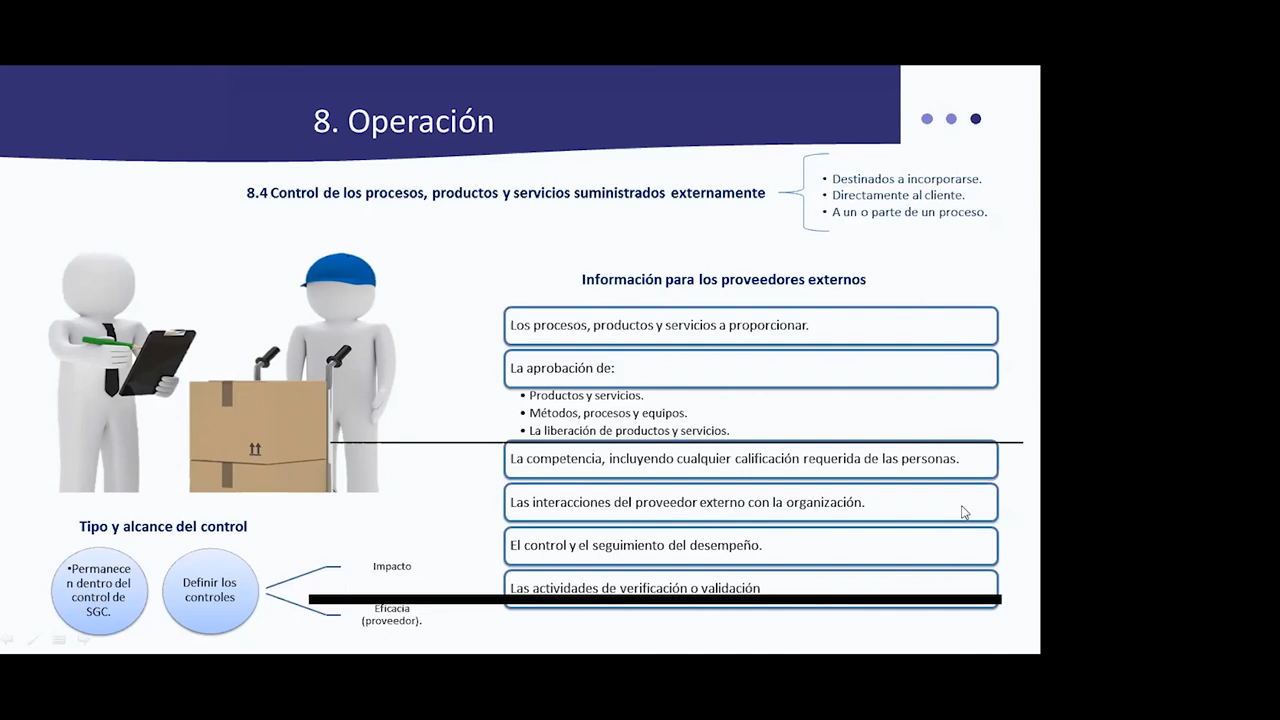 8. Operación
8.4 Control de los procesos, productos y servicios suministrados externamente
• Destinados a incorporarse.
• Directamente al cliente.
• A un o parte de un proceso.
Información para los proveedores externos
Los procesos, productos y servicios a proporcionar.
La aprobación de:
• Productos y servicios.
• Métodos, procesos y equipos.
• La liberación de productos y servicios.
La competencia, incluyendo cualquier calificación requerida de las personas.
Las interacciones del proveedor externo con la organización.
El control y el seguimiento del desempeño.
Las actividades de verificación o validación
Tipo y alcance del control
•Permanece
n dentro del
control de
SGC.
Definir los
controles
Impacto
Eficacia
(proveedor).